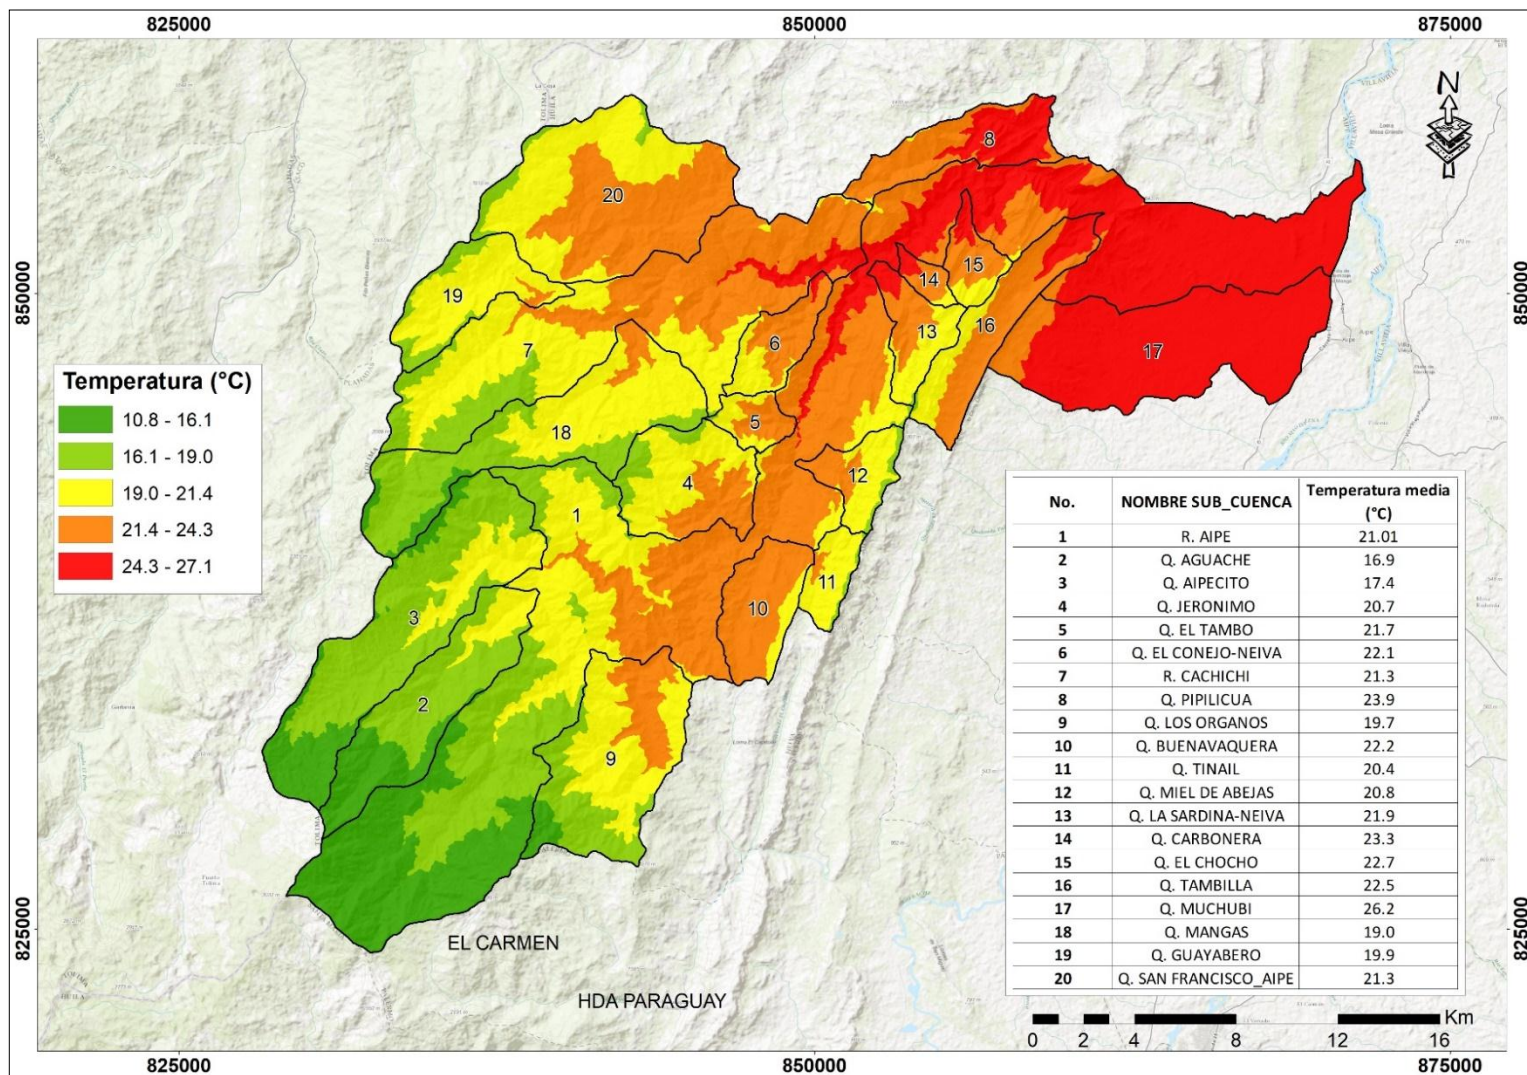 825000
850000
875000
N
850000
850000
825000
825000
8
20
15
14
19
13
16
7
6
17
18
5
12
4
1
11
10
3
2
9
Temperatura (°C)
10.8 - 16.1
16.1 - 19.0
19.0 - 21.4
21.4 - 24.3
24.3 - 27.1
No. NOMBRE SUB_CUENCA Temperatura media (°C)
1 R. AIPE 21.01
2 Q. AGUACHE 16.9
3 Q. AIPECITO 17.4
4 Q. JERONIMO 20.7
5 Q. EL TAMBO 21.7
6 Q. EL CONEJO-NEIVA 22.1
7 R. CACHICHI 21.3
8 Q. PIPILICUA 23.9
9 Q. LOS ORGANOS 19.7
10 Q. BUENAVAQUERA 22.2
11 Q. TINAIL 20.4
12 Q. MIEL DE ABEJAS 20.8
13 Q. LA SARDINA-NEIVA 21.9
14 Q. CARBONERA 23.3
15 Q. EL CHOCHO 22.7
16 Q. TAMBILLA 22.5
17 Q. MUCHUBI 26.2
18 Q. MANGAS 19.0
19 Q. GUAYABERO 19.9
20 Q. SAN FRANCISCO_AIPE 21.3
EL CARMEN
HDA PARAGUAY
Km
0 2 4 8 12 16
825000
850000
875000